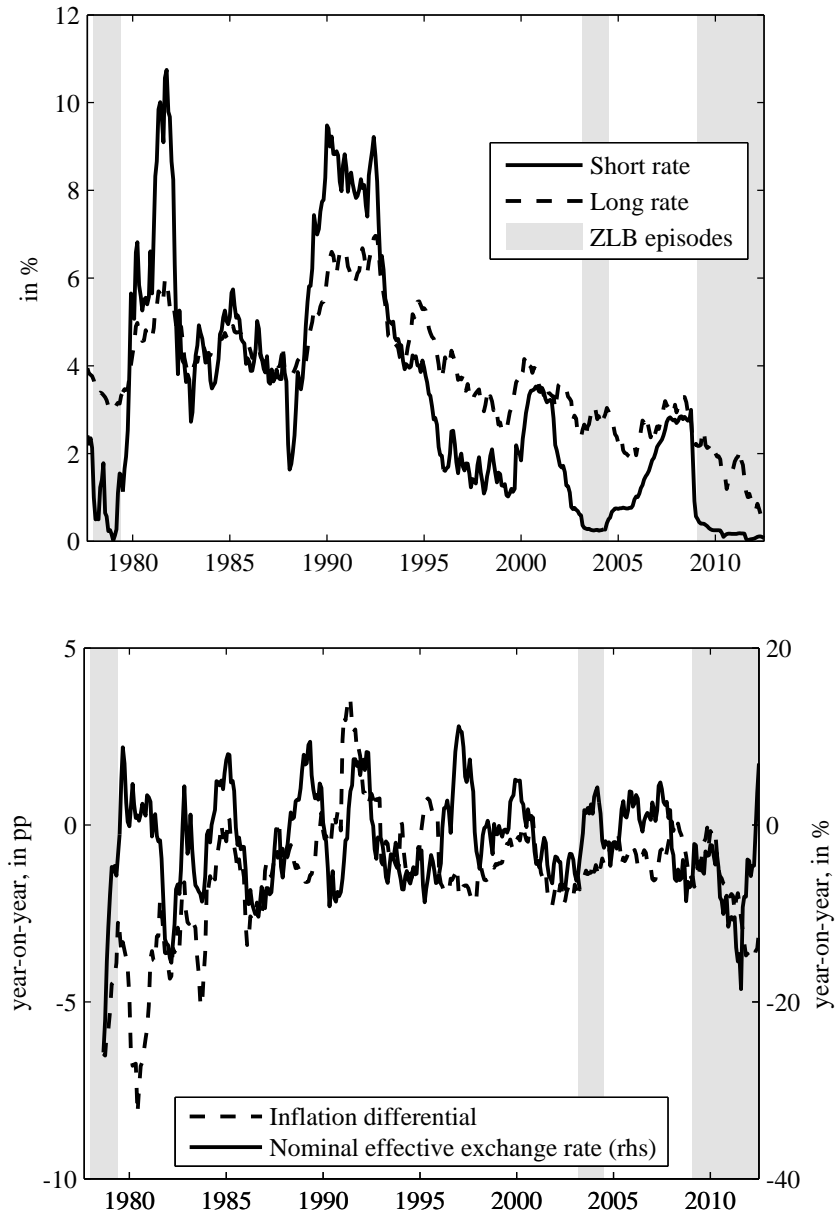 12
10
8
6
4
2
0
in %
Short rate
Long rate
ZLB episodes
1980 1985 1990 1995 2000 2005 2010
5
0
-5
-10
year-on-year, in pp
20
0
-20
-40
year-on-year, in %
Inflation differential
Nominal effective exchange rate (rhs)
1980 1985 1990 1995 2000 2005 2010